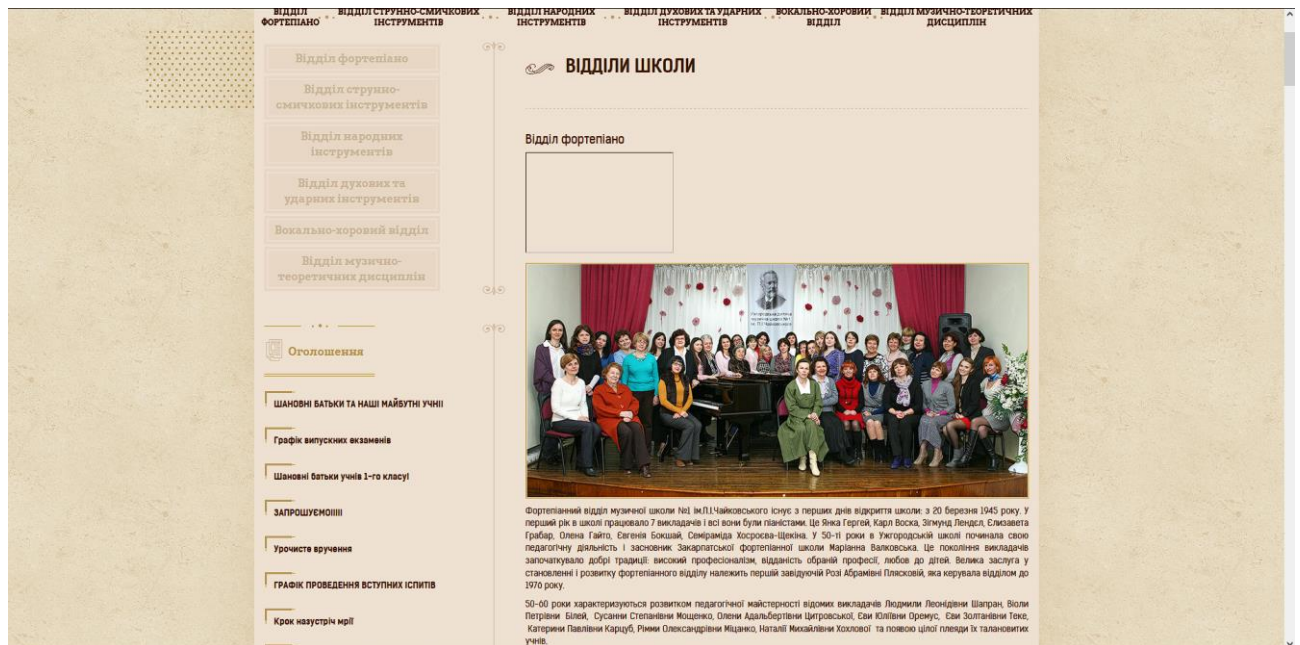 ВІДДІЛ
ФОРТЕПІАНО
ВІДДІЛ СТРУННО-СМИЧКОВИХ
ІНСТРУМЕНТІВ
ВІДДІЛ НАРОДНИХ
ІНСТРУМЕНТІВ
ВІДДІЛ ДУХОВИХ ТА УДАРНИХ
ІНСТРУМЕНТІВ
ВОКАЛЬНО-ХОРОВИЙ
ВІДДІЛ
ВІДДІЛ МУЗИЧНО-ТЕОРЕТИЧНИХ
ДИСЦИПЛІН
Відділ фортепіано
Відділ струнно-
смичкових інструментів
Відділ народних
інструментів
Відділ духових та
ударних інструментів
Вокально-хоровий відділ
Відділ музично-
теоретичних дисциплін
Оголошення
ШАНОВНІ БАТЬКИ ТА НАШІ МАЙБУТНІ УЧНІ!
Графік випускних екзаменів
Шановні батьки учнів 1-го класу!
ЗАПРОШУЄМО!!!!!
Урочисте вручення
ГРАФІК ПРОВЕДЕННЯ ВСТУПНИХ ІСПИТІВ
Крок назустріч мрії
ВІДДІЛИ ШКОЛИ
Відділ фортепіано
Фортепіанний відділ музичної школи №1 ім.П.І.Чайковського існує з перших днів відкриття школи: з 20 березня 1945 року. У
перший рік в школі працювало 7 викладачів і всі вони були піаністами. Це Янка Гергей, Карл Воска, Зігмунд Лендєл, Єлизавета
Грабар, Олена Гайто, Євгенія Бокшай, Семіраміда Хосроєва-Щекіна. У 50-ті роки в Ужгородській школі починала свою
педагогічну діяльність і засновник Закарпатської фортепіанної школи Маріанна Валковська. Це покоління викладачів
започаткувало добрі традиції: високий професіоналізм, відданість обраній професії, любов до дітей. Велика заслуга у
становленні і розвитку фортепіанного відділу належить першій завідуючій Розі Абрамівні Плясковій, яка керувала відділом до
1976 року.
50-60 роки характеризуються розвитком педагогічної майстерності відомих викладачів Людмили Леонідівни Шапран, Віоли
Петрівни Білей, Сусанни Степанівни Мощенко, Олени Адальбертівни Цитровської, Єви Юліївни Оремус, Єви Золтанівни Теке,
Катерини Павлівни Карцуб, Рімми Олександрівни Міцанко, Наталії Михайлівни Хохлової та появою цілої плеяди їх талановитих
учнів.